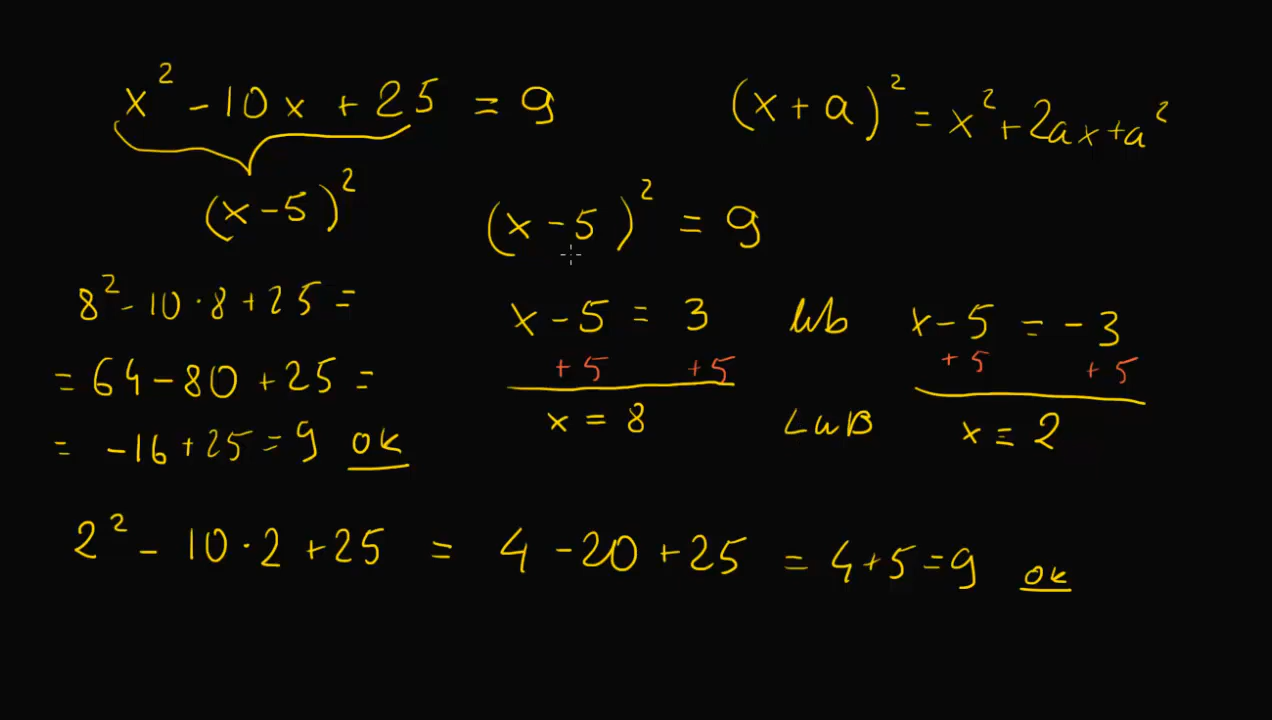 x² - 10x + 25 = 9
(x + a)² = x² + 2ax + a²
(x - 5)²
(x - 5)² = 9
8² - 10 · 8 + 25 =
= 64 - 80 + 25 =
= -16 + 25 = 9 OK
x - 5 = 3 lub x - 5 = -3
+5 +5 +5 +5
x = 8 LUB x = 2
2² - 10 · 2 + 25 = 4 - 20 + 25 = 4 + 5 = 9 OK